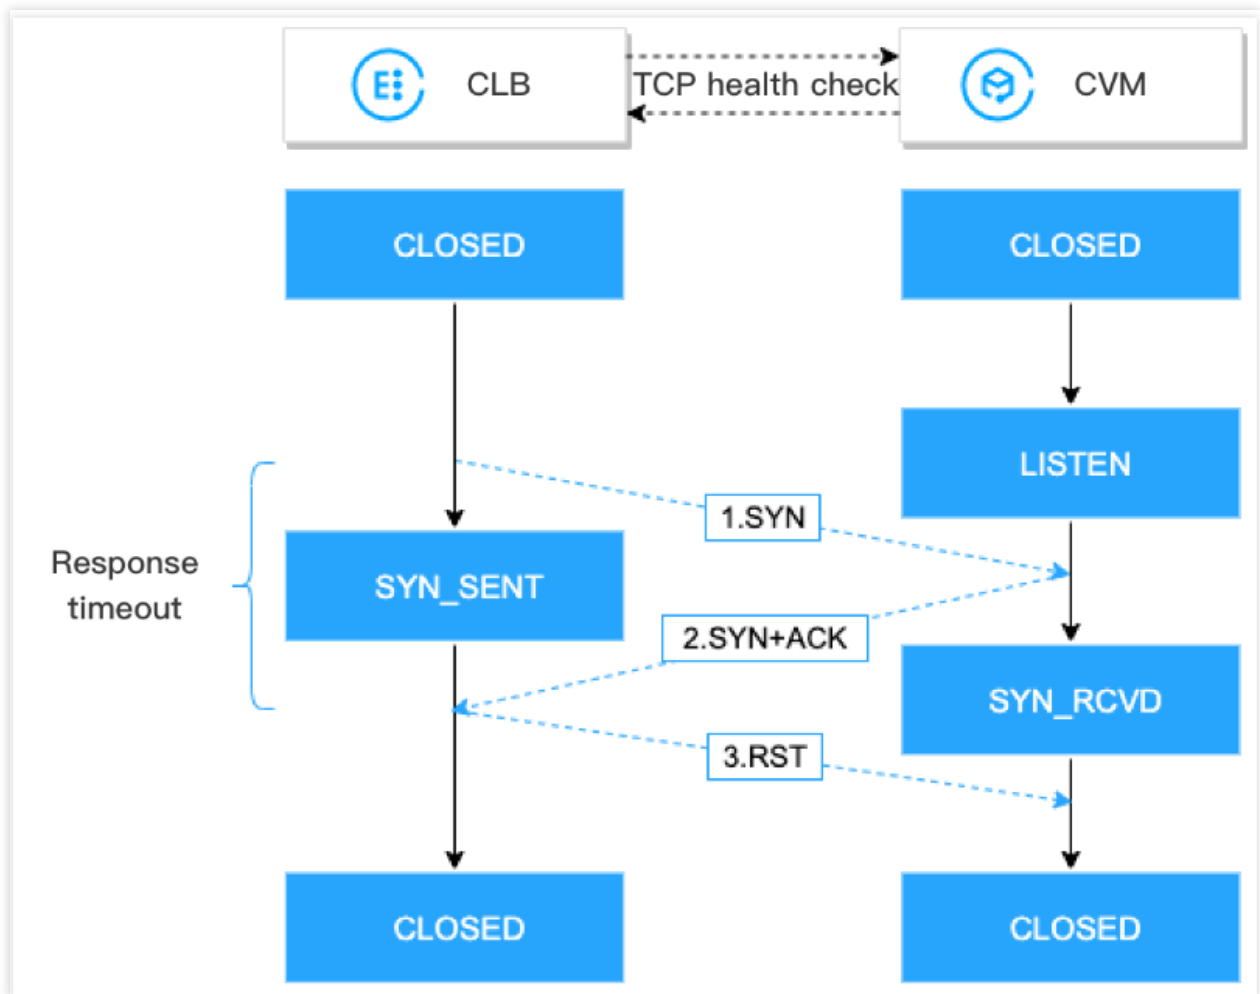 CLB
TCP health check
CVM
CLOSED
CLOSED
LISTEN
1.SYN
Response
timeout
SYN_SENT
2.SYN+ACK
SYN_RCVD
3.RST
CLOSED
CLOSED